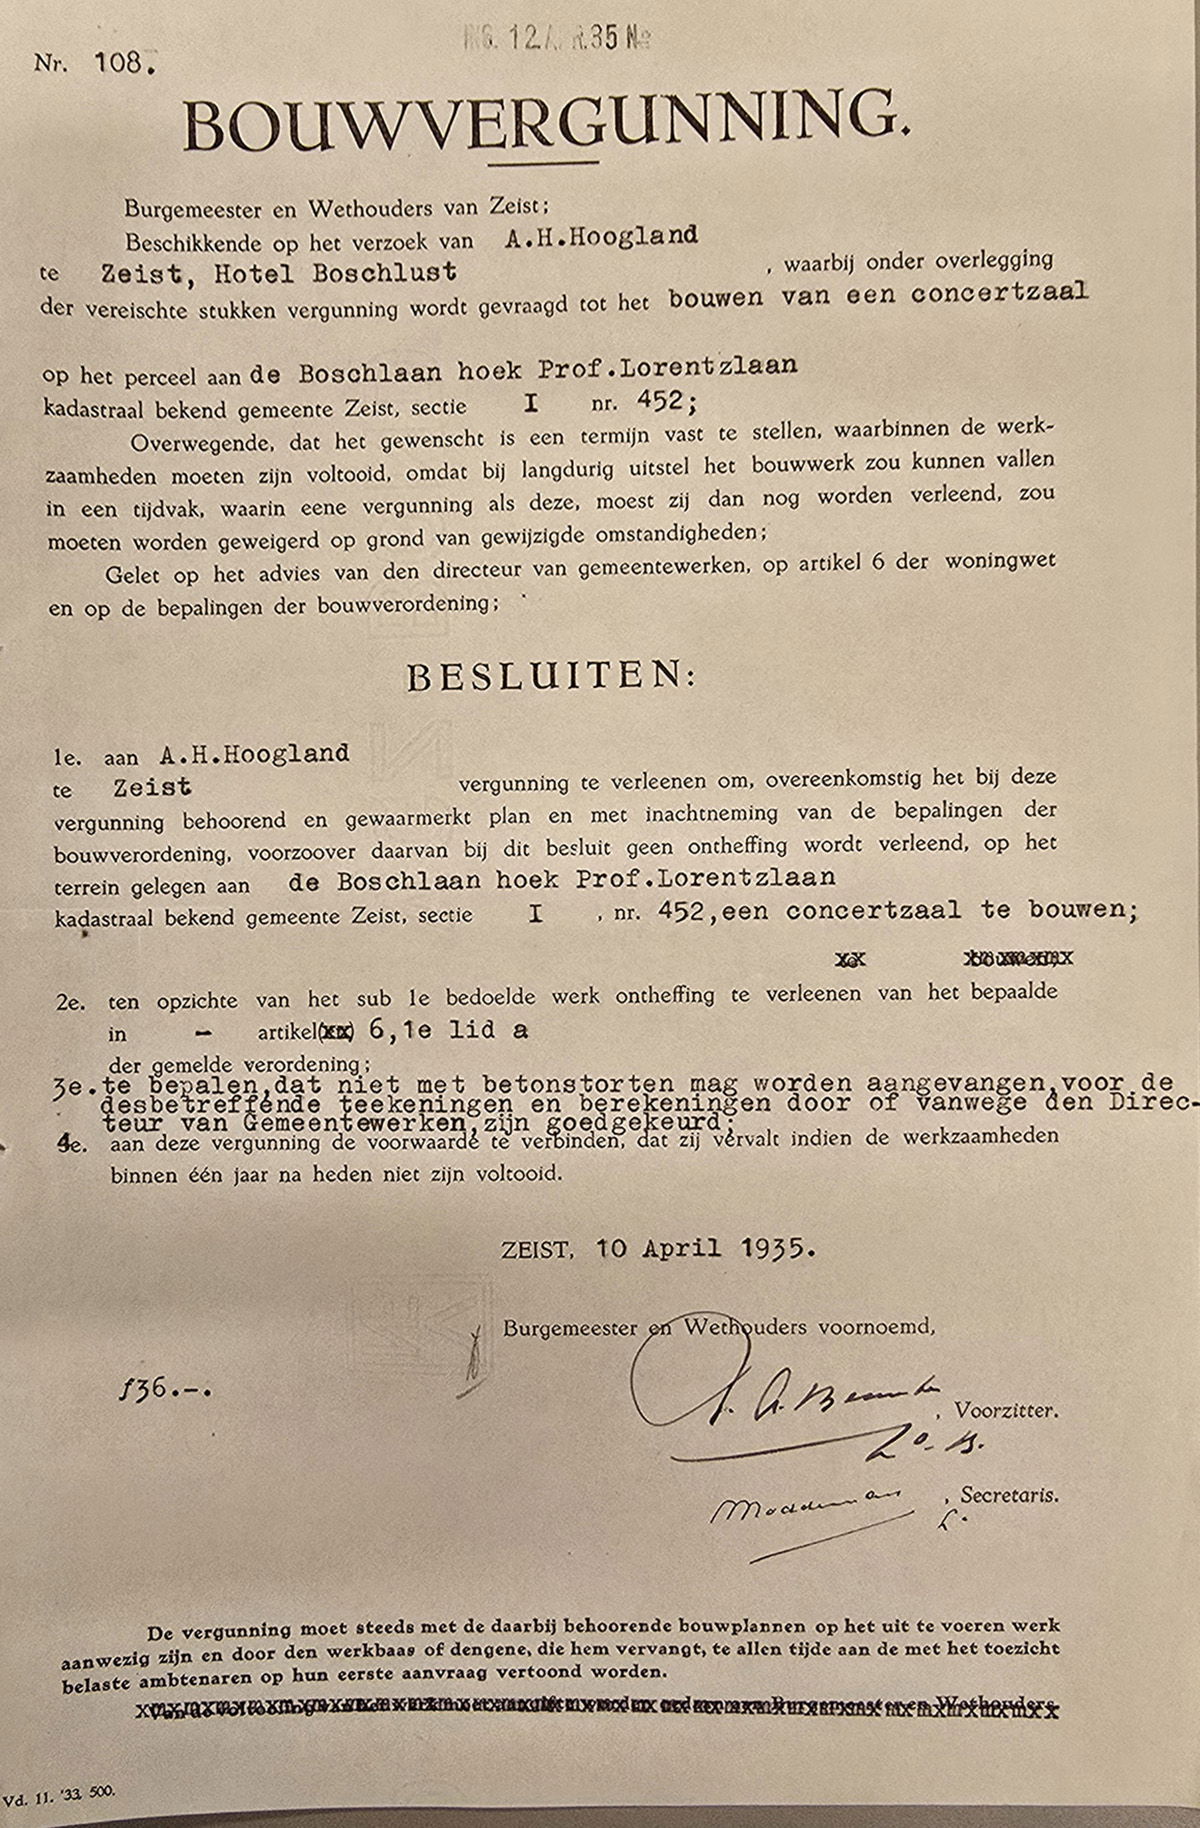 ING. 12 A R.35 No
Nr. 108.
BOUWVERGUNNING.
Burgemeester en Wethouders van Zeist;
Beschikkende op het verzoek van A.H.Hoogland
te Zeist, Hotel Boschlust , waarbij onder overlegging
der vereischte stukken vergunning wordt gevraagd tot het bouwen van een concertzaal
op het perceel aan de Boschlaan hoek Prof.Lorentzlaan
kadastraal bekend gemeente Zeist, sectie I nr. 452;
Overwegende, dat het gewenscht is een termijn vast te stellen, waarbinnen de werk-
zaamheden moeten zijn voltooid, omdat bij langdurig uitstel het bouwwerk zou kunnen vallen
in een tijdvak, waarin eene vergunning als deze, moest zij dan nog worden verleend, zou
moeten worden geweigerd op grond van gewijzigde omstandigheden;
Gelet op het advies van den directeur van gemeentewerken, op artikel 6 der woningwet
en op de bepalingen der bouwverordening;
BESLUITEN:
1e. aan A.H.Hoogland
te Zeist vergunning te verleenen om, overeenkomstig het bij deze
vergunning behoorend en gewaarmerkt plan en met inachtneming van de bepalingen der
bouwverordening, voorzoover daarvan bij dit besluit geen ontheffing wordt verleend, op het
terrein gelegen aan de Boschlaan hoek Prof.Lorentzlaan
kadastraal bekend gemeente Zeist, sectie I , nr. 452,een concertzaal te bouwen;
2e. ten opzichte van het sub 1e bedoelde werk ontheffing te verleenen van het bepaalde
in - artikel 6,1e lid a
der gemelde verordening;
3e.te bepalen,dat niet met betonstorten mag worden aangevangen,voor de
desbetreffende teekeningen en berekeningen door of vanwege den Direc-
teur van Gemeentewerken,zijn goedgekeurd;
4e. aan deze vergunning de voorwaarde te verbinden, dat zij vervalt indien de werkzaamheden
binnen één jaar na heden niet zijn voltooid.
ZEIST, 10 April 1935.
Burgemeester en Wethouders voornoemd,
f36.-.
, Voorzitter.
, Secretaris.
De vergunning moet steeds met de daarbij behoorende bouwplannen op het uit te voeren werk
aanwezig zijn en door den werkbaas of dengene, die hem vervangt, te allen tijde aan de met het toezicht
belaste ambtenaren op hun eerste aanvraag vertoond worden.
Vd. 11. '33. 500.